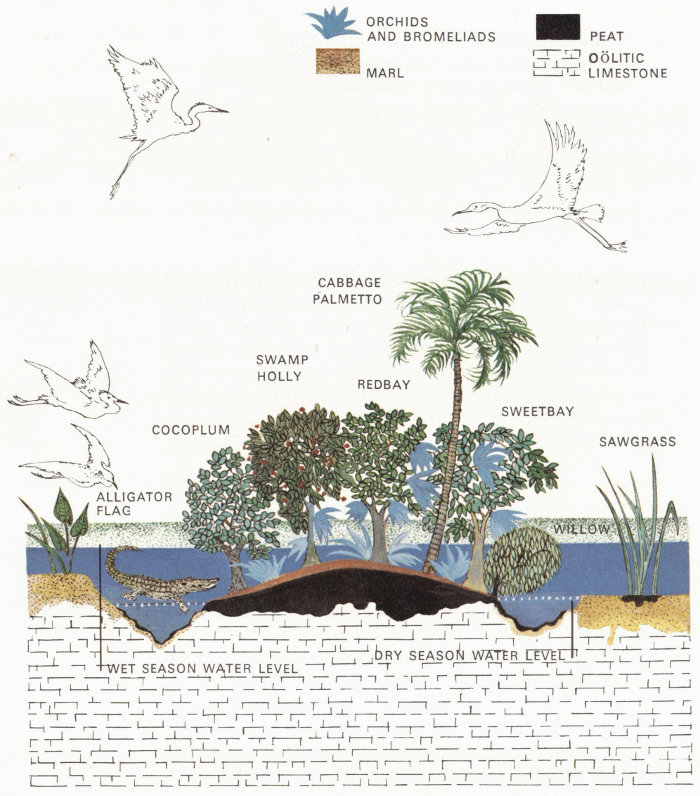 ORCHIDS
AND BROMELIADS
PEAT
MARL
OÖLITIC
LIMESTONE
CABBAGE
PALMETTO
SWAMP
HOLLY
REDBAY
SWEETBAY
COCOPLUM
SAWGRASS
ALLIGATOR
FLAG
WILLOW
WET SEASON WATER LEVEL
DRY SEASON WATER LEVEL